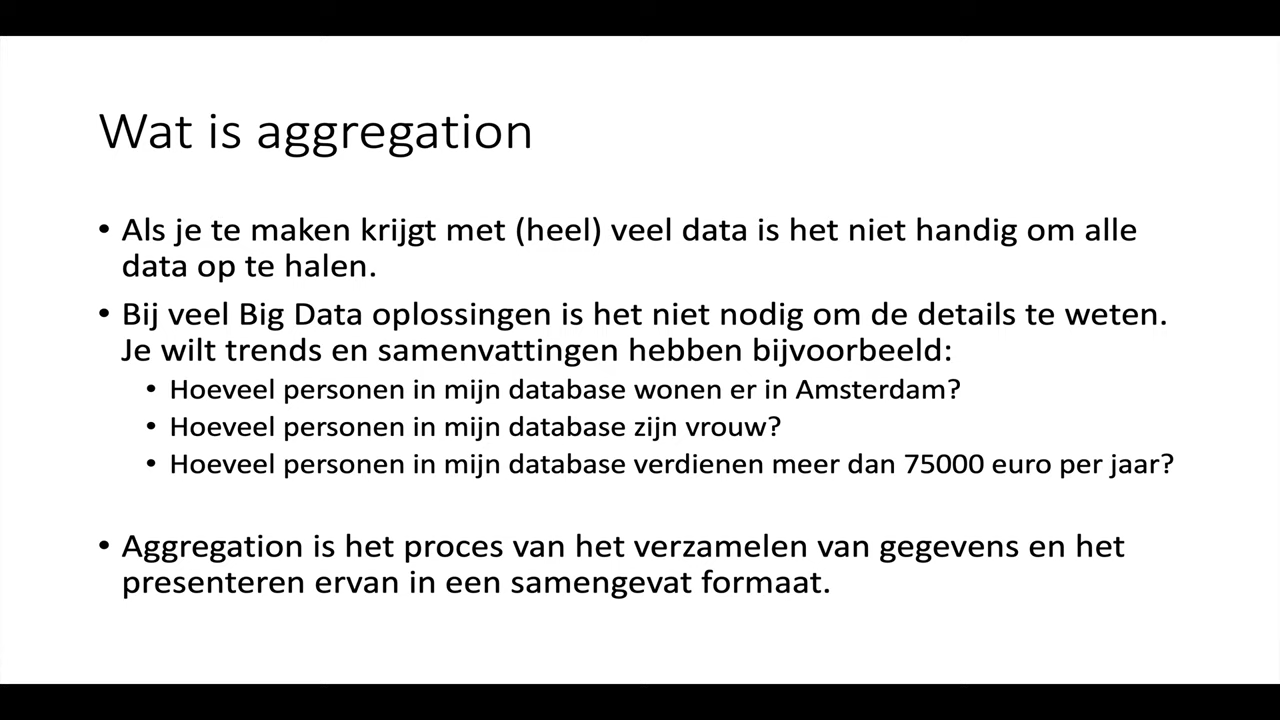 Wat is aggregation
• Als je te maken krijgt met (heel) veel data is het niet handig om alle
data op te halen.
• Bij veel Big Data oplossingen is het niet nodig om de details te weten.
Je wilt trends en samenvattingen hebben bijvoorbeeld:
• Hoeveel personen in mijn database wonen er in Amsterdam?
• Hoeveel personen in mijn database zijn vrouw?
• Hoeveel personen in mijn database verdienen meer dan 75000 euro per jaar?
• Aggregation is het proces van het verzamelen van gegevens en het
presenteren ervan in een samengevat formaat.